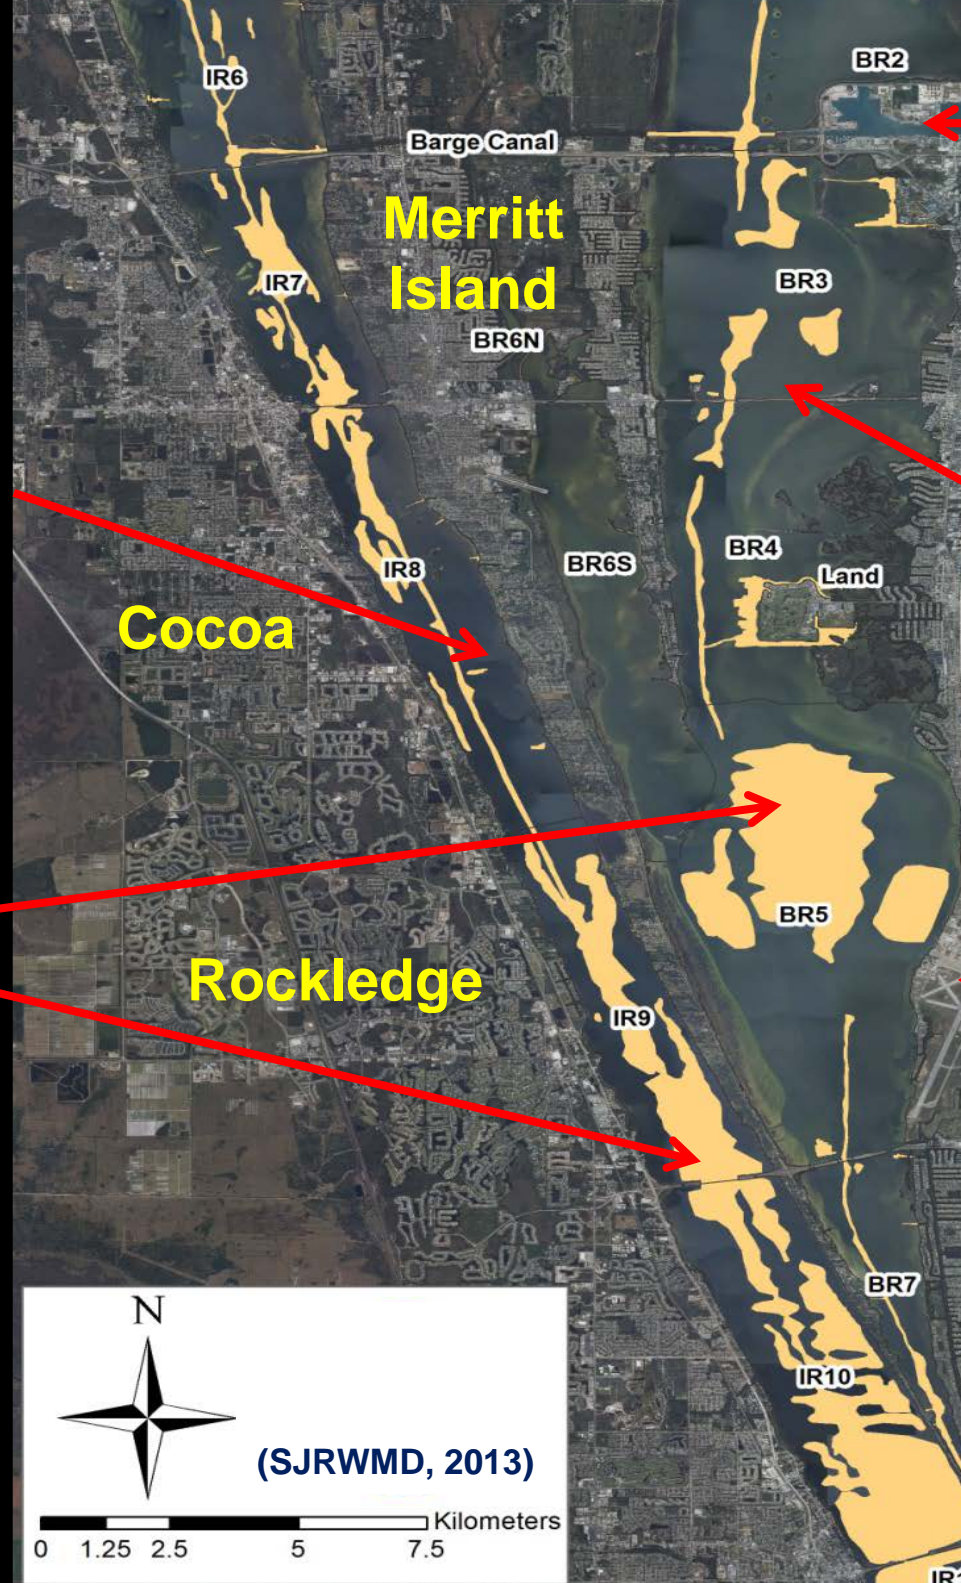 BR2
IR6
Barge Canal
Merritt
Island
BR3
IR7
BR6N
BR4
BR6S
IR8
Land
Cocoa
BR5
Rockledge
IR9
BR7
N
IR10
(SJRWMD, 2013)
Kilometers
0 1.25 2.5 5 7.5